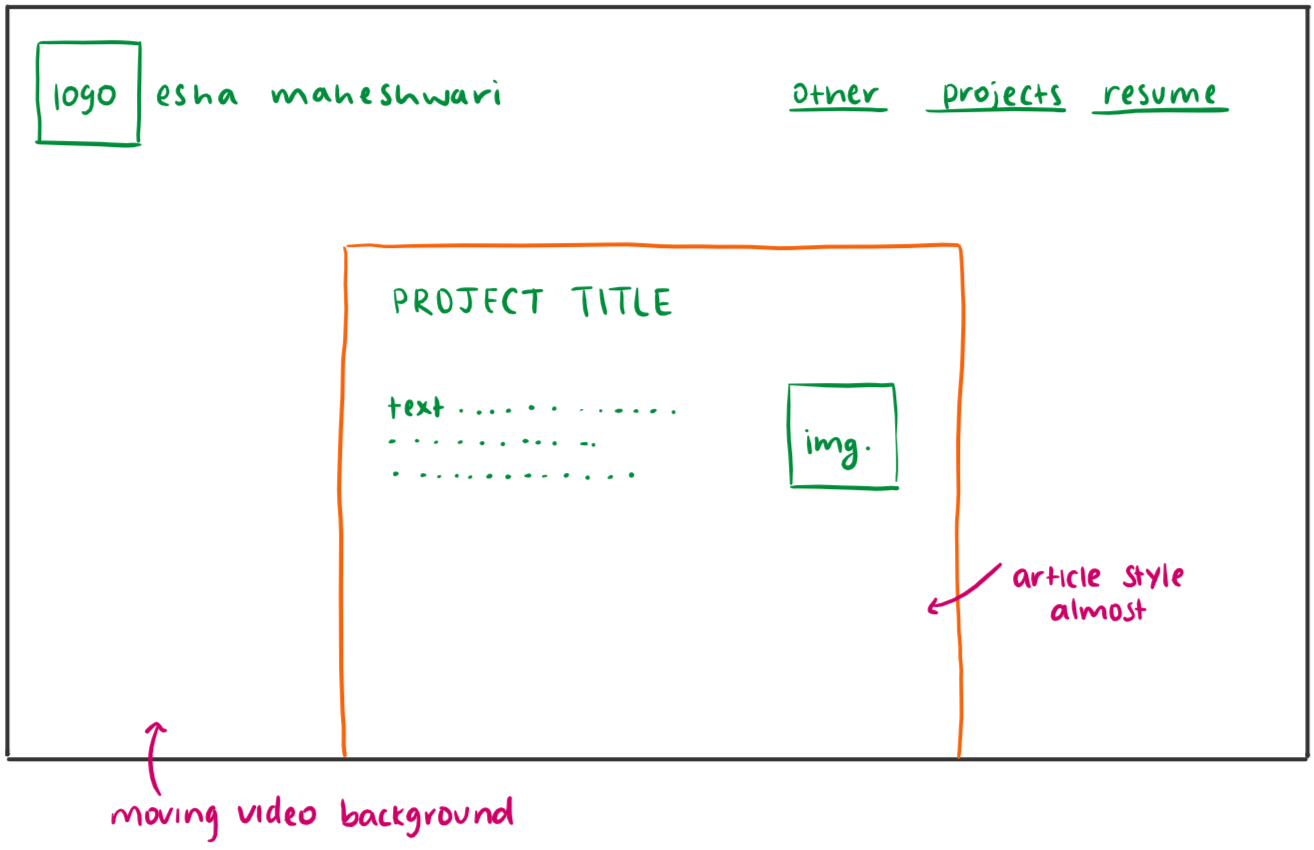 logo esha maheshwari other projects resume
PROJECT TITLE
text
img.
article style
almost
moving video background